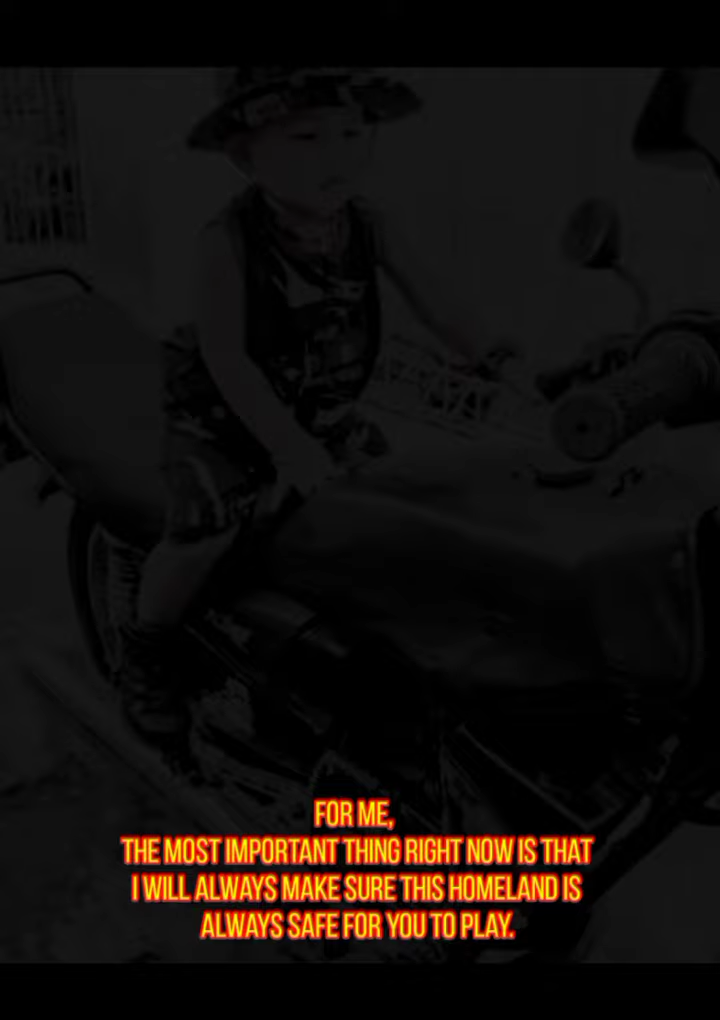 FOR ME,
THE MOST IMPORTANT THING RIGHT NOW IS THAT
I WILL ALWAYS MAKE SURE THIS HOMELAND IS
ALWAYS SAFE FOR YOU TO PLAY.